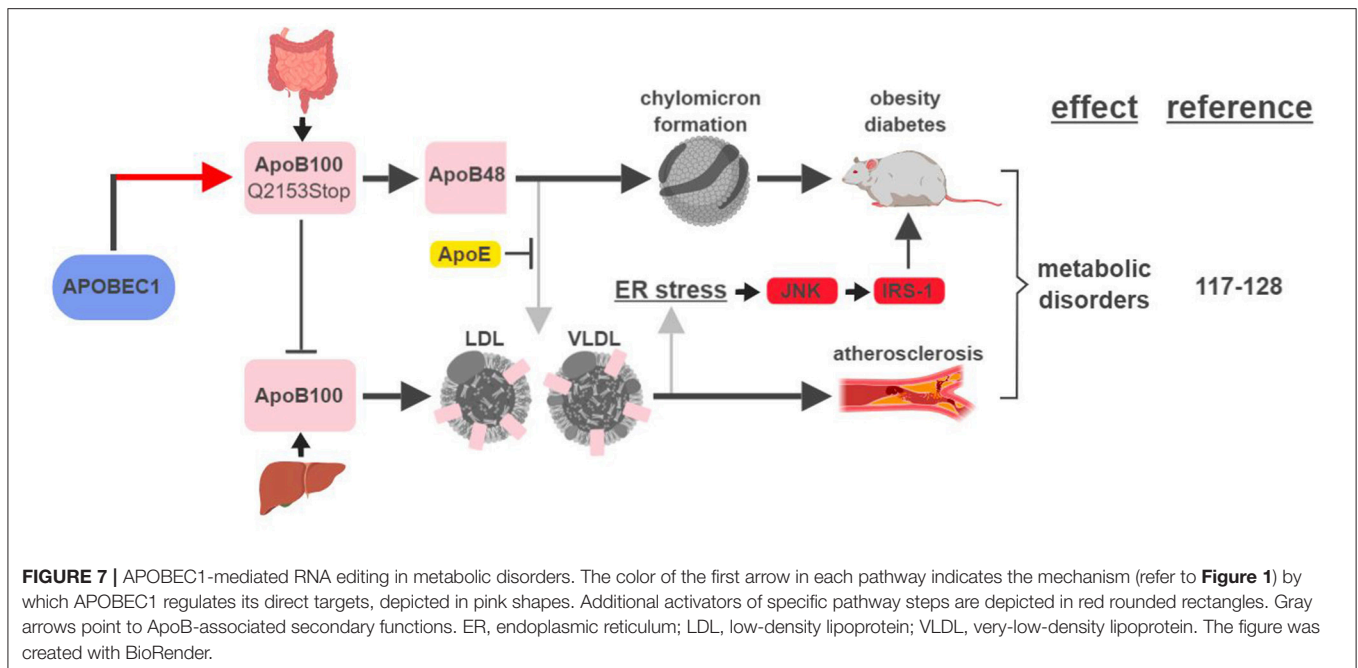 chylomicron
formation
obesity
diabetes
effect reference
ApoB100
Q2153Stop
ApoB48
APOBEC1
ApoE
ER stress
JNK
IRS-1
metabolic
disorders
117-128
LDL
VLDL
atherosclerosis
ApoB100
FIGURE 7 | APOBEC1-mediated RNA editing in metabolic disorders. The color of the first arrow in each pathway indicates the mechanism (refer to Figure 1) by
which APOBEC1 regulates its direct targets, depicted in pink shapes. Additional activators of specific pathway steps are depicted in red rounded rectangles. Gray
arrows point to ApoB-associated secondary functions. ER, endoplasmic reticulum; LDL, low-density lipoprotein; VLDL, very-low-density lipoprotein. The figure was
created with BioRender.